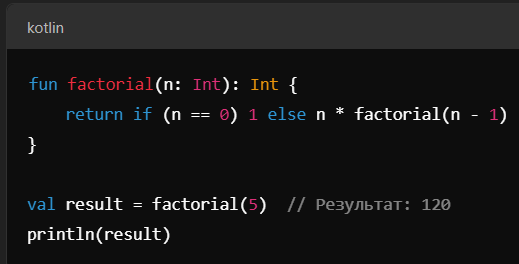 kotlin
fun factorial(n: Int): Int {
    return if (n == 0) 1 else n * factorial(n - 1)
}
val result = factorial(5)  // Результат: 120
println(result)